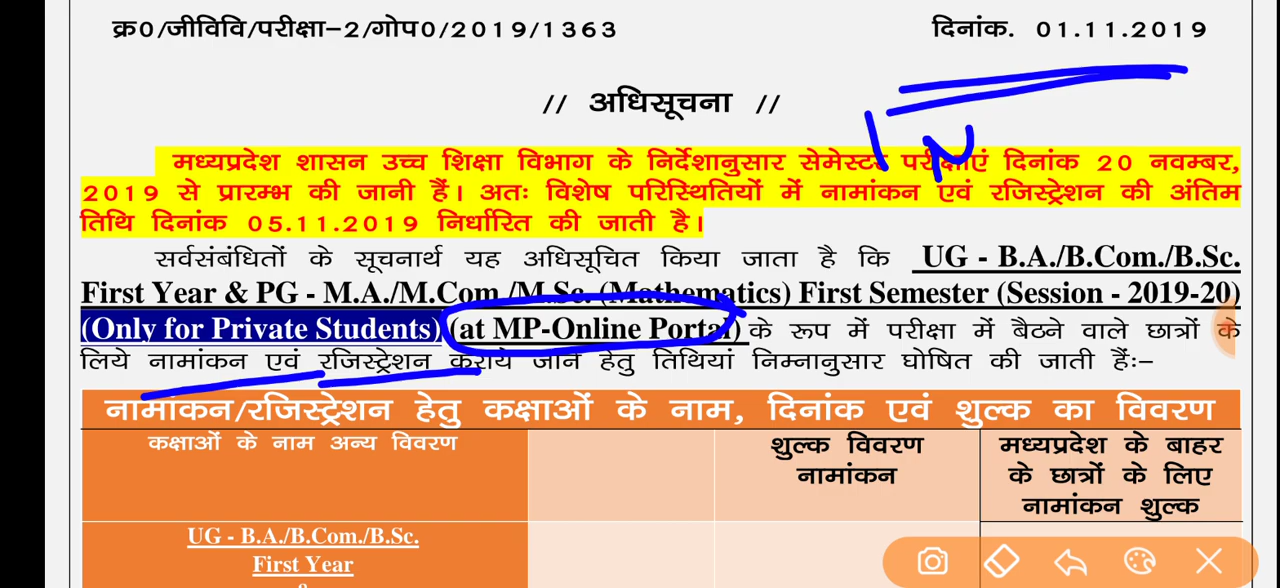 क्र0/जीविवि/परीक्षा-2/गोप0/2019/1363 दिनांक. 01.11.2019
// अधिसूचना //
मध्यप्रदेश शासन उच्च शिक्षा विभाग के निर्देशानुसार सेमेस्टर परीक्षाएं दिनांक 20 नवम्बर,
2019 से प्रारम्भ की जानी हैं। अतः विशेष परिस्थितियों में नामांकन एवं रजिस्ट्रेशन की अंतिम
तिथि दिनांक 05.11.2019 निर्धारित की जाती है।
सर्वसंबंधितों के सूचनार्थ यह अधिसूचित किया जाता है कि UG - B.A./B.Com./B.Sc.
First Year & PG - M.A./M.Com./M.Sc. (Mathematics) First Semester (Session - 2019-20)
(Only for Private Students) (at MP-Online Portal) के रूप में परीक्षा में बैठने वाले छात्रों के
लिये नामांकन एवं रजिस्ट्रेशन कराये जाने हेतु तिथियां निम्नानुसार घोषित की जाती हैं:–
नामांकन/रजिस्ट्रेशन हेतु कक्षाओं के नाम, दिनांक एवं शुल्क का विवरण
कक्षाओं के नाम अन्य विवरण
शुल्क विवरण
नामांकन
मध्यप्रदेश के बाहर
के छात्रों के लिए
नामांकन शुल्क
UG - B.A./B.Com./B.Sc.
First Year